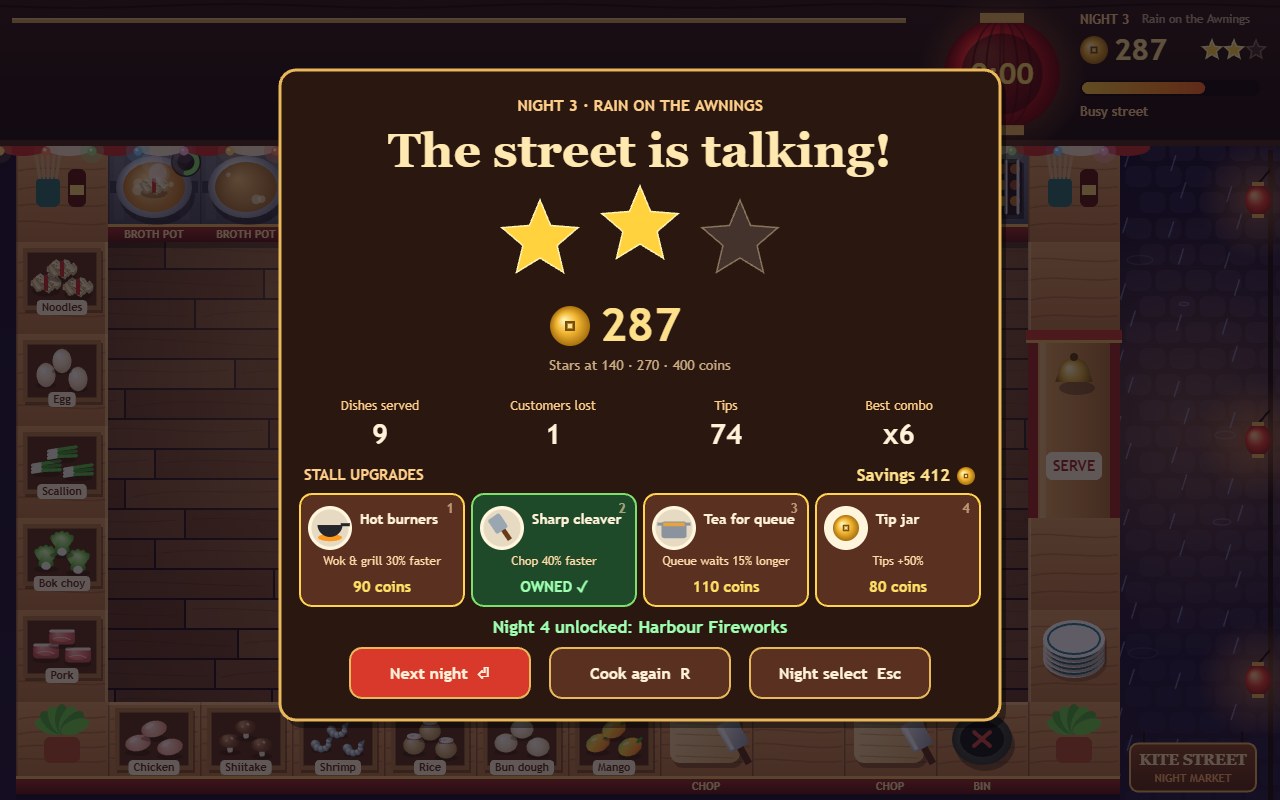 NIGHT 3 Rain on the Awnings
287
Busy street
NIGHT 3 · RAIN ON THE AWNINGS
The street is talking!
287
Stars at 140 · 270 · 400 coins
Dishes served Customers lost Tips Best combo
9 1 74 x6
STALL UPGRADES Savings 412
1 Hot burners
Wok & grill 30% faster
90 coins
2 Sharp cleaver
Chop 40% faster
OWNED ✓
3 Tea for queue
Queue waits 15% longer
110 coins
4 Tip jar
Tips +50%
80 coins
Night 4 unlocked: Harbour Fireworks
Next night ⏎
Cook again R
Night select Esc
BROTH POT BROTH POT
Noodles
Egg
Scallion
Bok choy
Pork
SERVE
Chicken Shiitake Shrimp Rice Bun dough Mango
CHOP CHOP BIN
KITE STREET
NIGHT MARKET